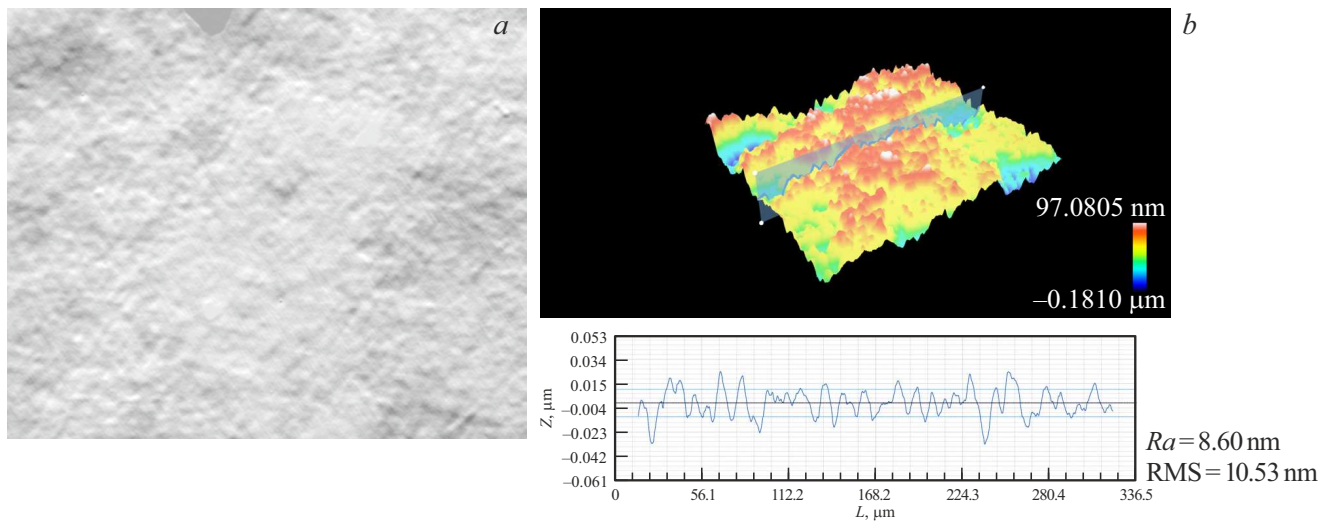 a
b
97.0805 nm
–0.1810 μm
0.053
0.034
0.015
–0.004
–0.023
–0.042
–0.061
Z, μm
0
56.1
112.2
168.2
224.3
280.4
336.5
L, μm
Ra = 8.60 nm
RMS = 10.53 nm